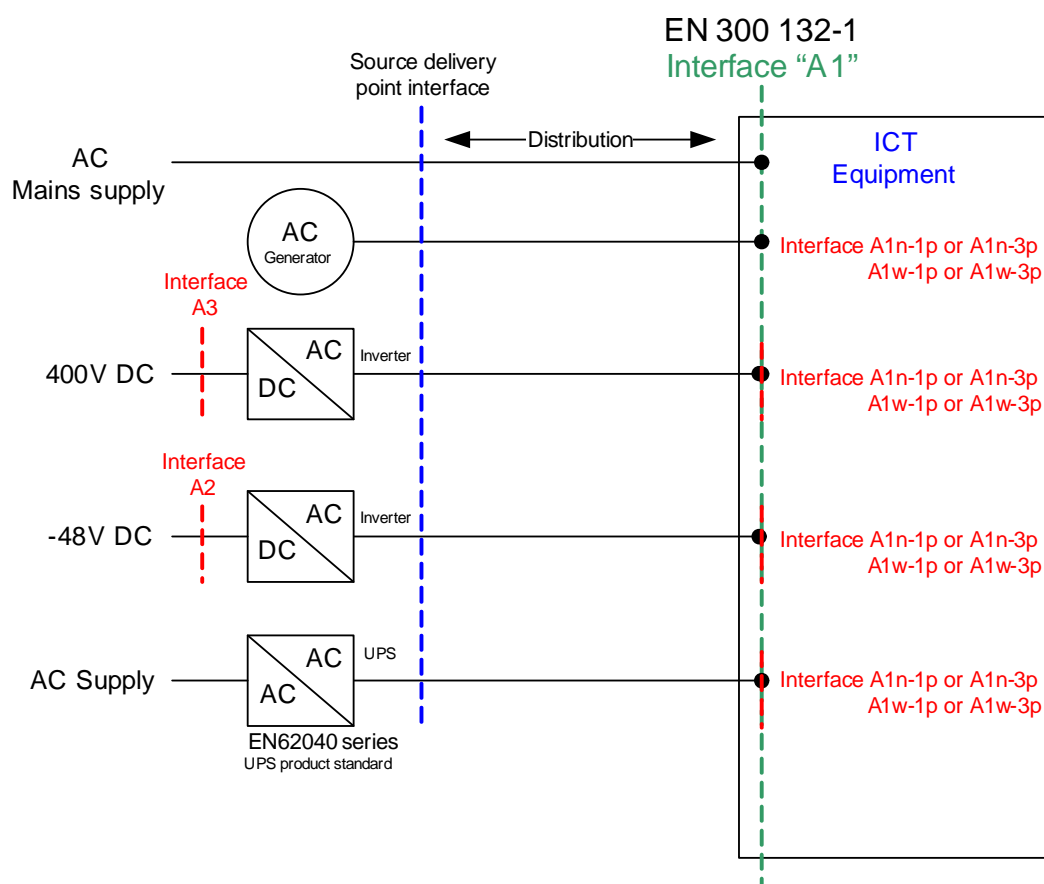 EN 300 132-1
Interface “A1”
Source delivery
point interface
Distribution
ICT
Equipment
AC
Mains supply
AC
Generator
Interface A1n-1p or A1n-3p
A1w-1p or A1w-3p
Interface
A3
400V DC
AC
DC
Inverter
Interface A1n-1p or A1n-3p
A1w-1p or A1w-3p
Interface
A2
-48V DC
AC
DC
Inverter
Interface A1n-1p or A1n-3p
A1w-1p or A1w-3p
AC Supply
AC
AC
UPS
Interface A1n-1p or A1n-3p
A1w-1p or A1w-3p
EN62040 series
UPS product standard